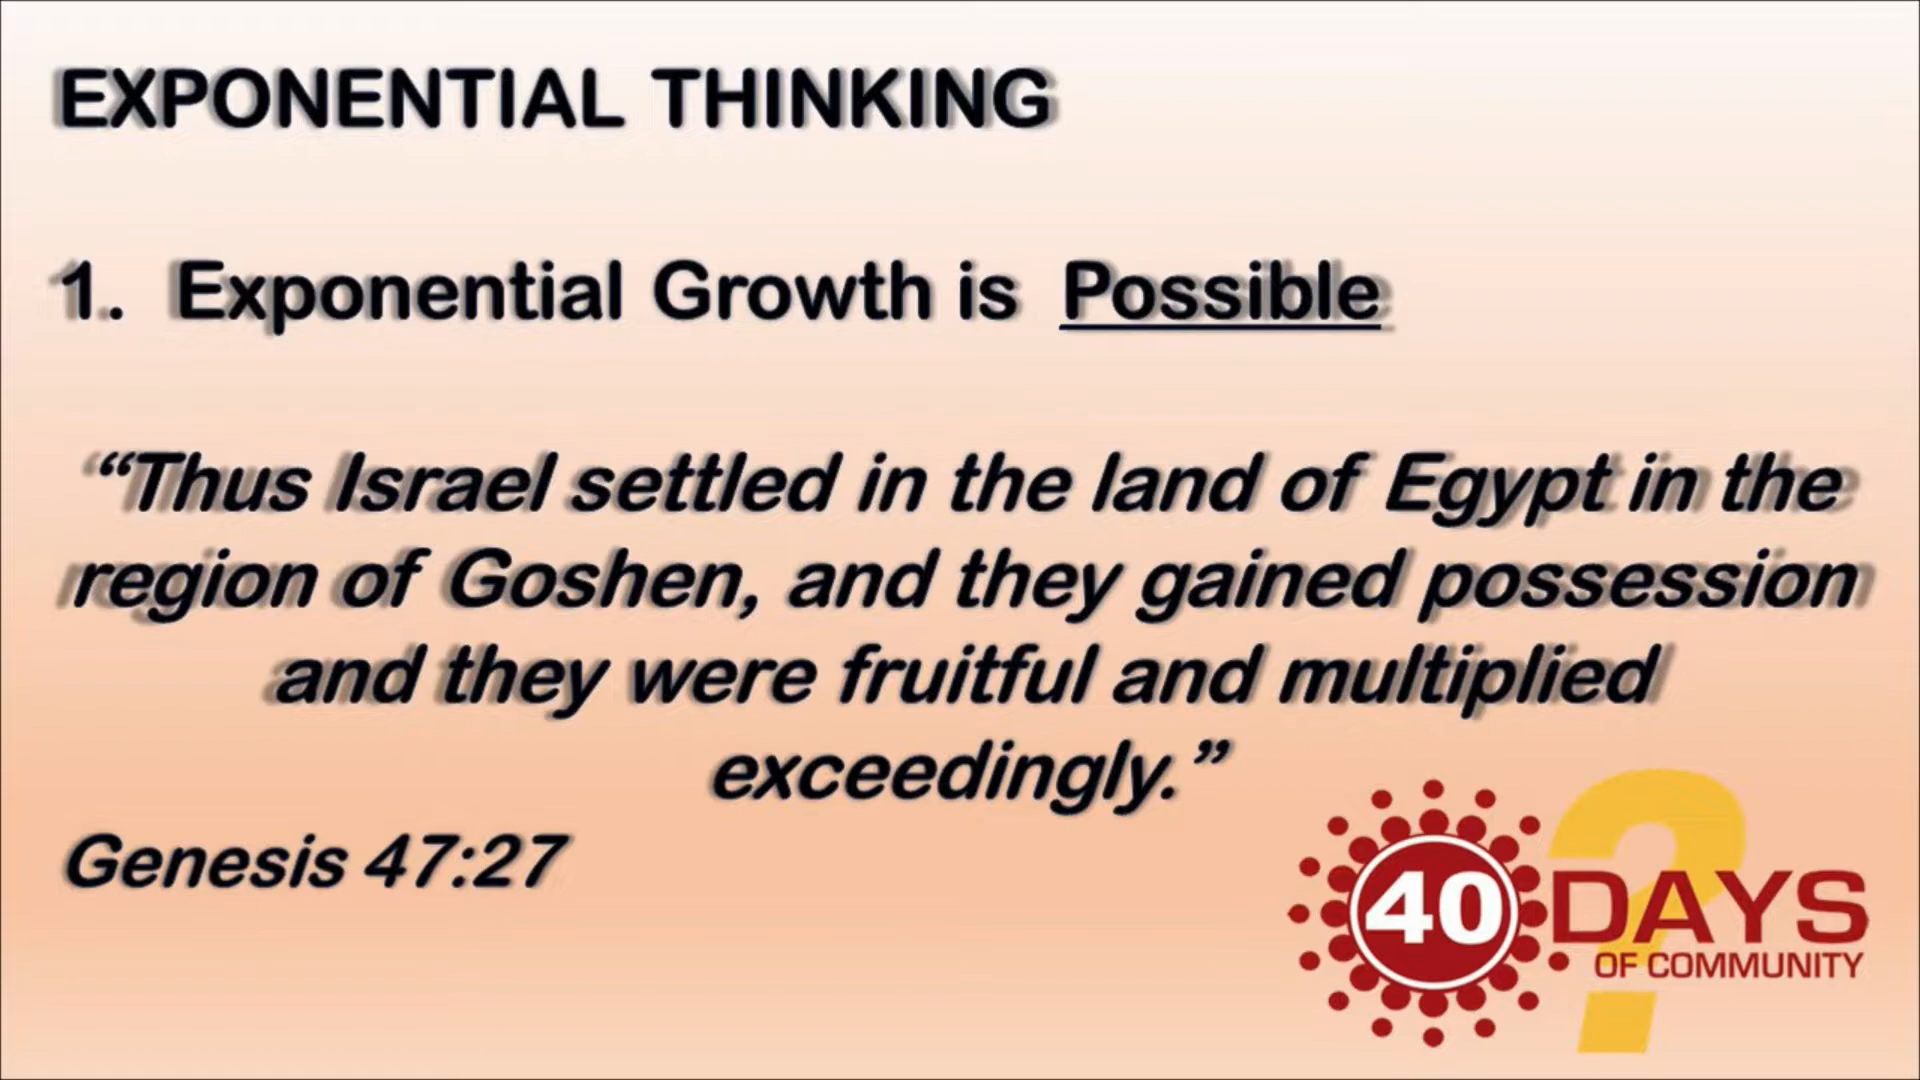 EXPONENTIAL THINKING
1. Exponential Growth is Possible
“Thus Israel settled in the land of Egypt in the
region of Goshen, and they gained possession
and they were fruitful and multiplied
exceedingly.”
Genesis 47:27
40 DAYS
OF COMMUNITY
?